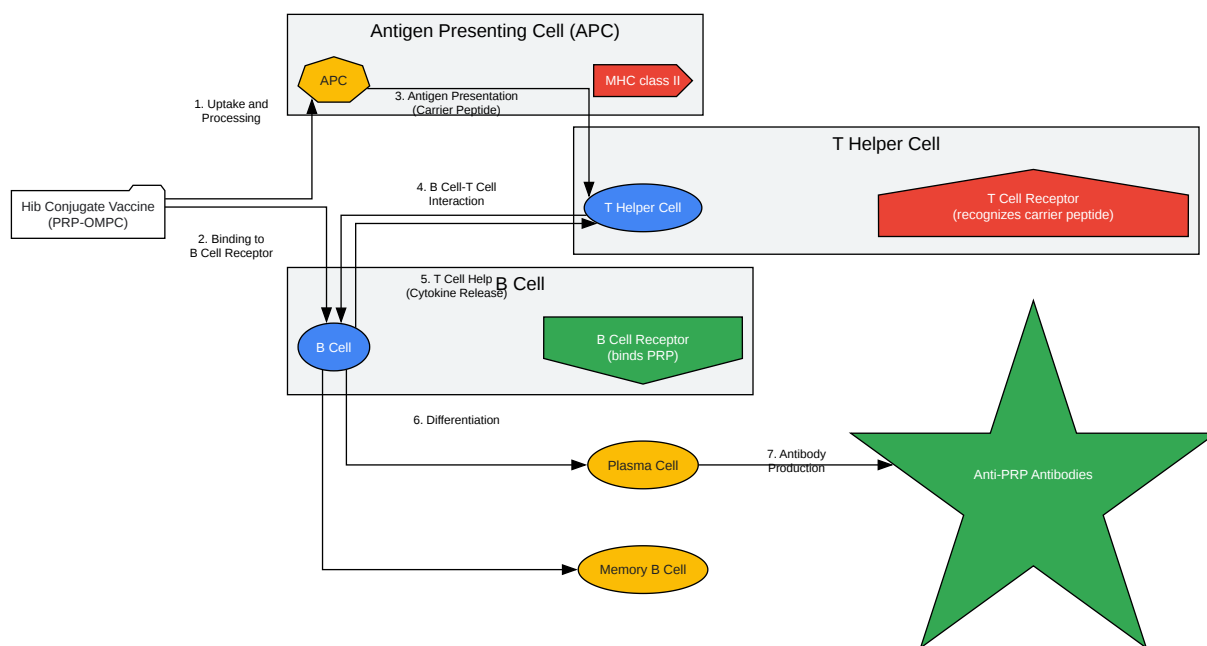 Antigen Presenting Cell (APC)
APC
MHC class II
3. Antigen Presentation
(Carrier Peptide)
1. Uptake and
Processing
T Helper Cell
Hib Conjugate Vaccine
(PRP-OMPC)
4. B Cell-T Cell
Interaction
T Helper Cell
T Cell Receptor
(recognizes carrier peptide)
2. Binding to
B Cell Receptor
5. T Cell Help
(Cytokine Release)
B Cell
B Cell
B Cell Receptor
(binds PRP)
6. Differentiation
Plasma Cell
7. Antibody
Production
Anti-PRP Antibodies
Memory B Cell